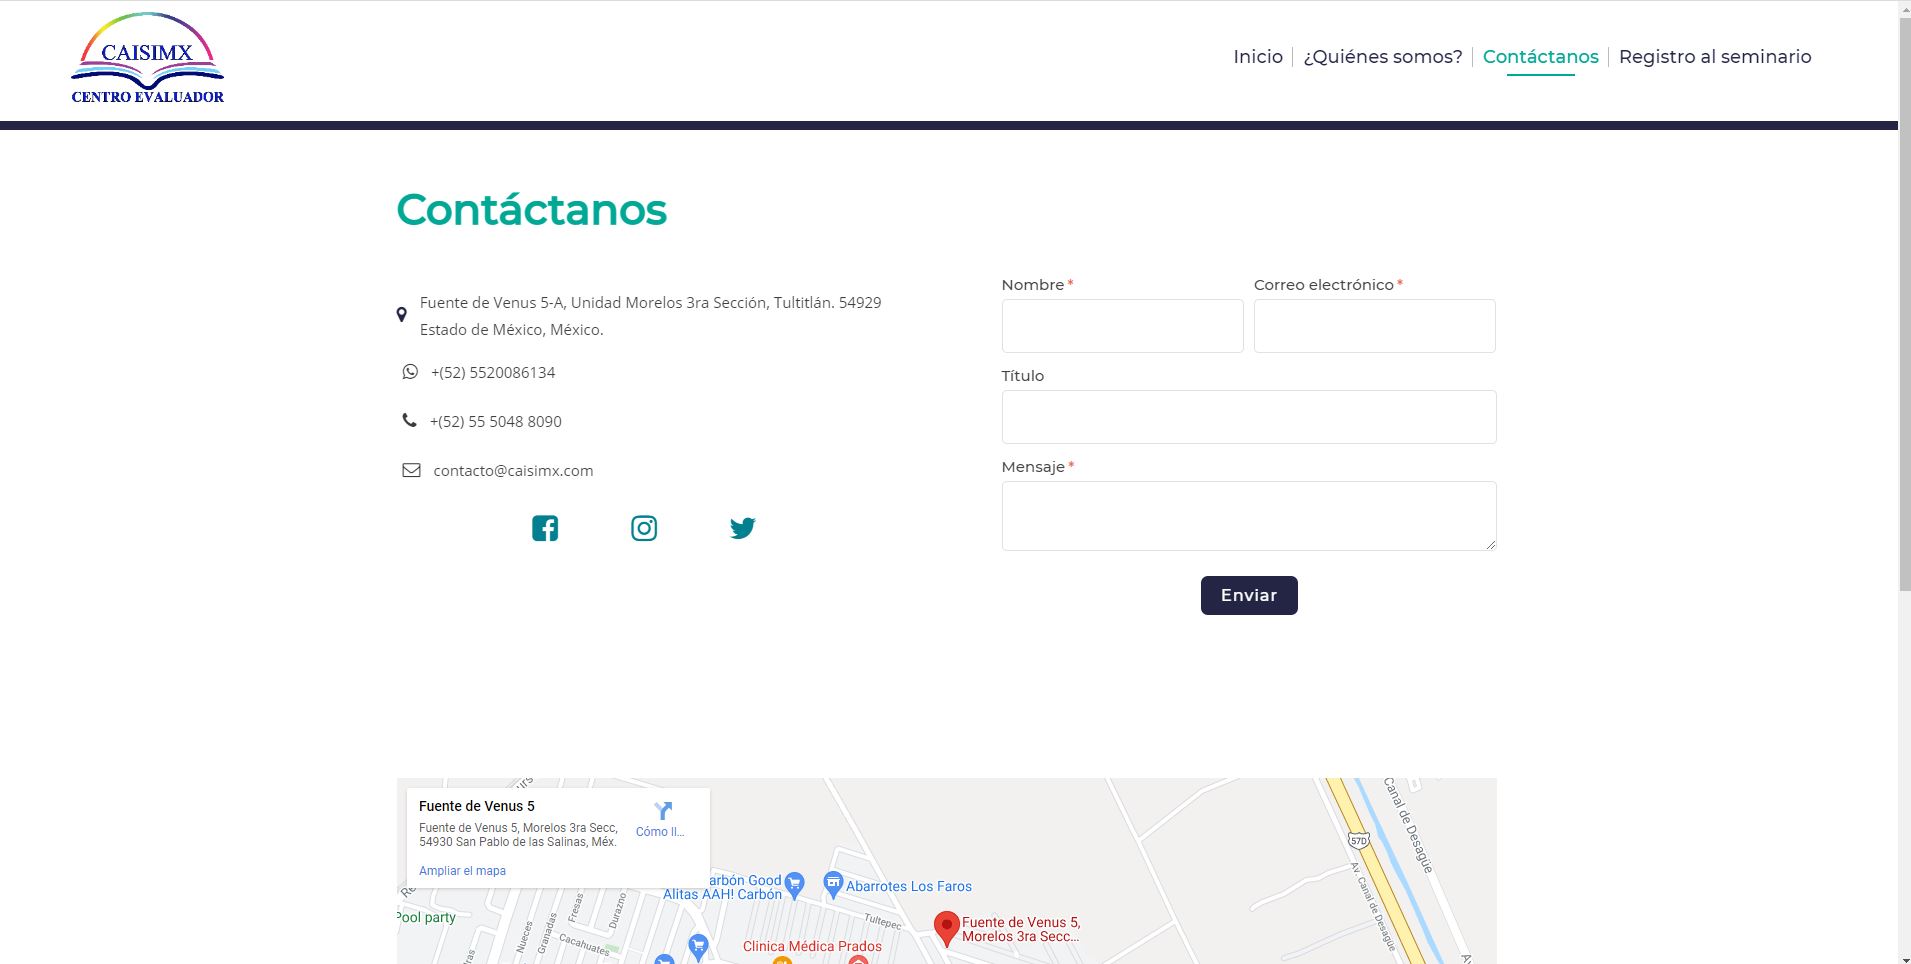 CAISIMX
CENTRO EVALUADOR
Inicio
¿Quiénes somos?
Contáctanos
Registro al seminario
Contáctanos
Fuente de Venus 5-A, Unidad Morelos 3ra Sección, Tultitlán. 54929
Estado de México, México.
+(52) 5520086134
+(52) 55 5048 8090
contacto@caisimx.com
Nombre *
Correo electrónico *
Título
Mensaje *
Enviar
Fuente de Venus 5
Fuente de Venus 5, Morelos 3ra Secc,
54930 San Pablo de las Salinas, Méx.
Cómo ll...
Ampliar el mapa
arbón Good
Alitas AAH! Carbón
Abarrotes Los Faros
Pool party
Tultepec
Fuente de Venus 5,
Morelos 3ra Secc...
Clinica Médica Prados
Nueces
Granadas
Fresas
Durazno
Cacahuates
57D
Canal de Desagüe
Av. Canal de Desagüe